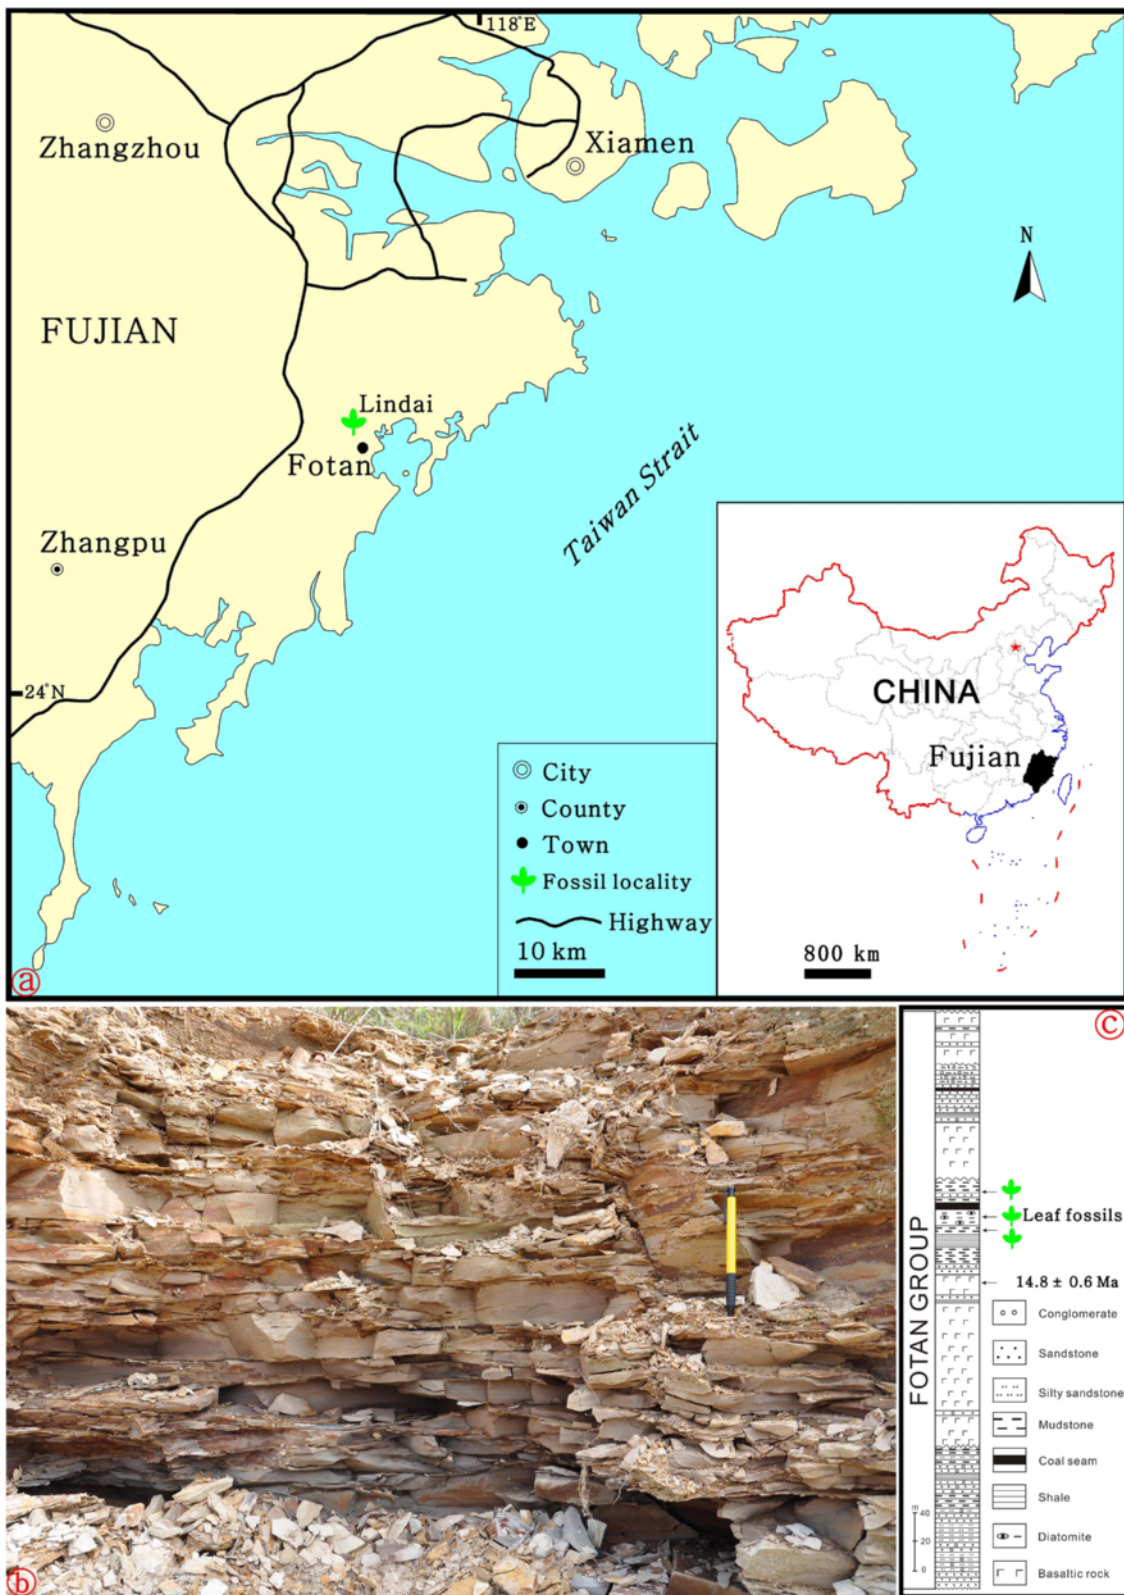 118°E
Zhangzhou
Xiamen
N
FUJIAN
Lindai
Fotan
Taiwan Strait
Zhangpu
24°N
CHINA
Fujian
City
County
Town
Fossil locality
Highway
10 km
800 km
a
b
c
FOTAN GROUP
Leaf fossils
14.8 ± 0.6 Ma
Conglomerate
Sandstone
Silty sandstone
Mudstone
Coal seam
Shale
Diatomite
Basaltic rock
m
40
20
0